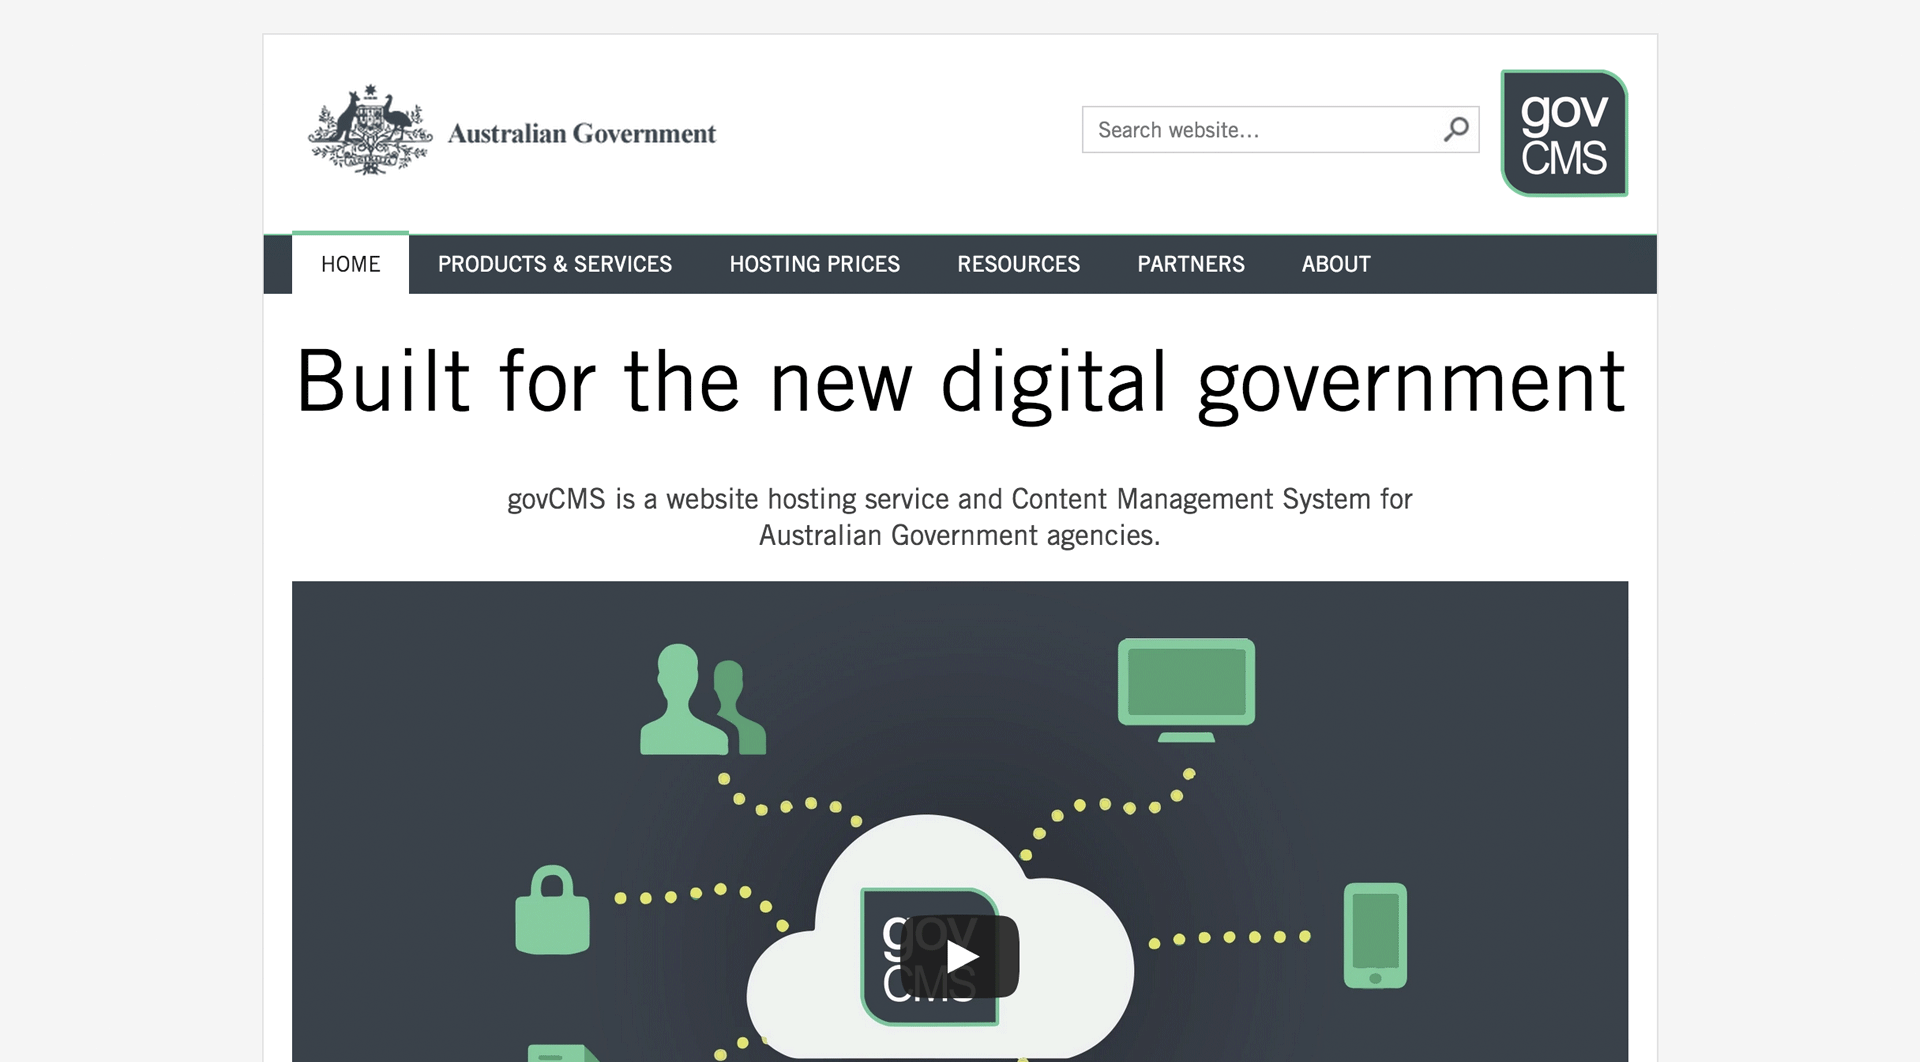 Australian Government
Search website...
gov
CMS
HOME
PRODUCTS & SERVICES
HOSTING PRICES
RESOURCES
PARTNERS
ABOUT
Built for the new digital government
govCMS is a website hosting service and Content Management System for
Australian Government agencies.
gov
CMS